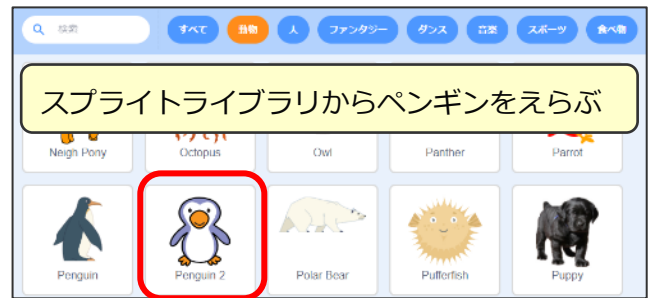 検索 すべて 動物 人 ファンタジー ダンス 音楽 スポーツ 食べ物
スプライトライブラリからペンギンをえらぶ
Neigh Pony Octopus Owl Panther Parrot
Penguin Penguin 2 Polar Bear Pufferfish Puppy